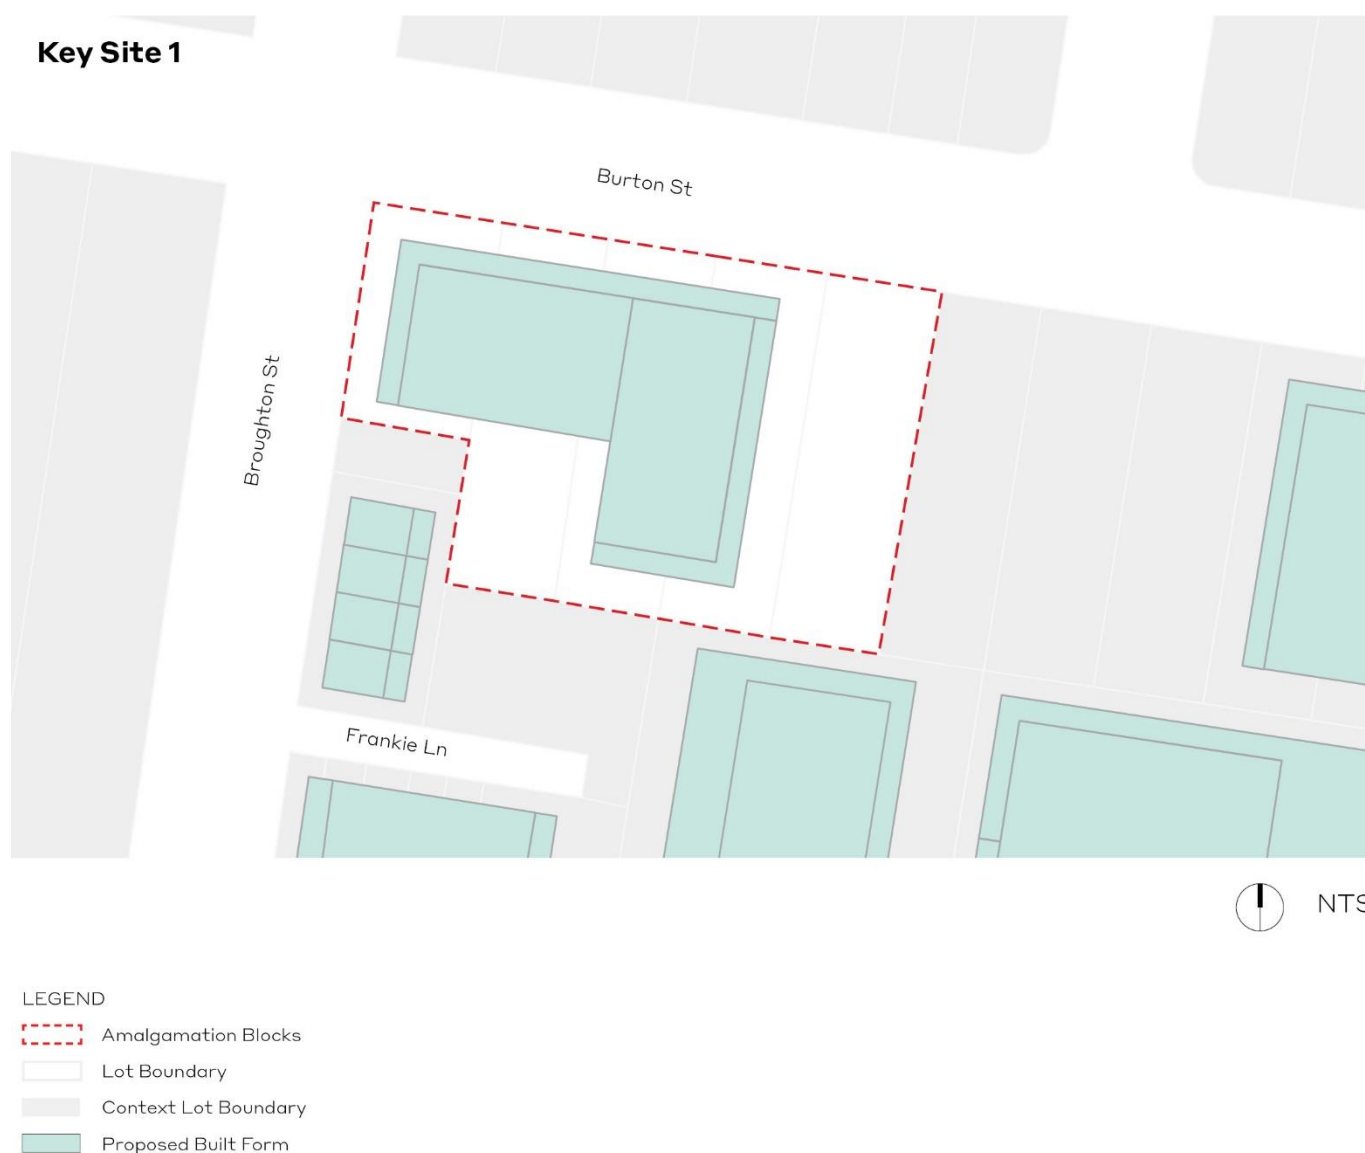 Key Site 1
Burton St
Broughton St
Frankie Ln
NTS
LEGEND
Amalgamation Blocks
Lot Boundary
Context Lot Boundary
Proposed Built Form